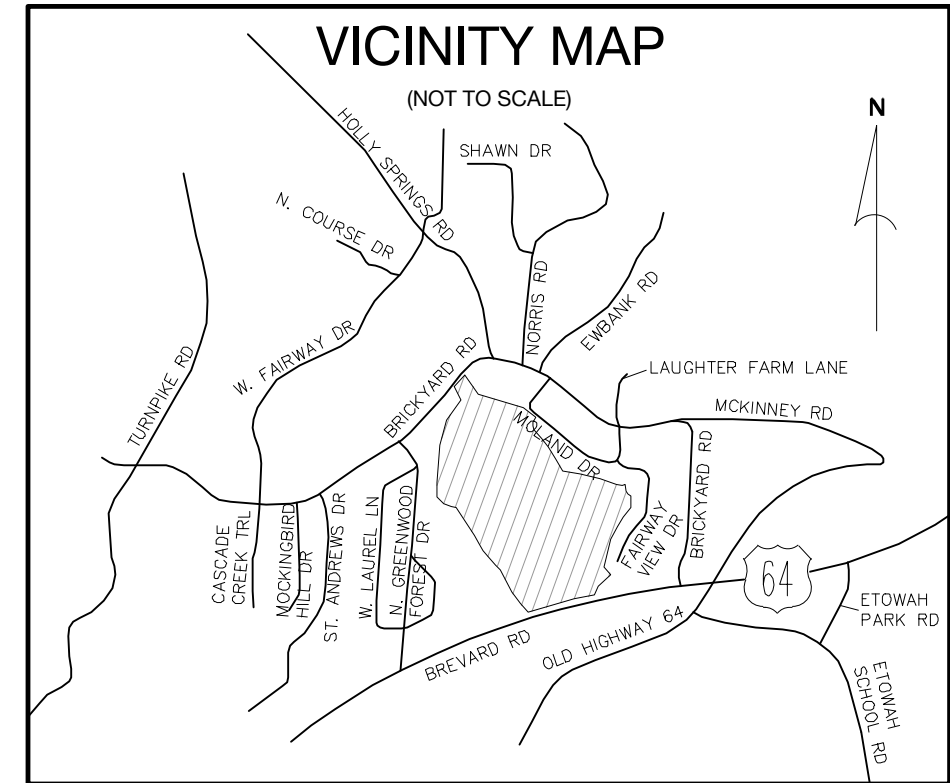 VICINITY MAP
(NOT TO SCALE)
N
HOLLY SPRINGS RD
SHAWN DR
N. COURSE DR
NORRIS RD
EWBANK RD
W. FAIRWAY DR
TURNPIKE RD
BRICKYARD RD
LAUGHTER FARM LANE
MCKINNEY RD
MOLAND DR
BRICKYARD RD
FAIRWAY
VIEW DR
CASCADE
CREEK TRL
MOCKINGBIRD
HILL DR
ST. ANDREWS DR
W. LAUREL LN
N. GREENWOOD
FOREST DR
64
ETOWAH
PARK RD
BREVARD RD
OLD HIGHWAY 64
ETOWAH
SCHOOL RD